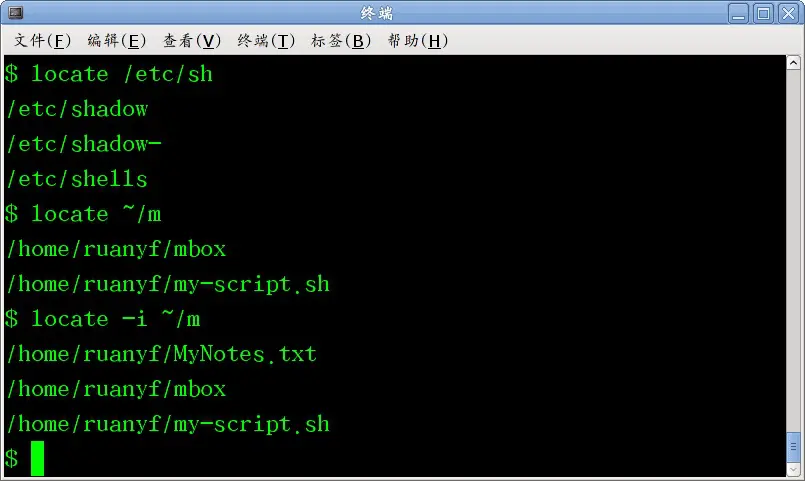 终端
文件(F) 编辑(E) 查看(V) 终端(T) 标签(B) 帮助(H)
$ locate /etc/sh
/etc/shadow
/etc/shadow-
/etc/shells
$ locate ~/m
/home/ruanyf/mbox
/home/ruanyf/my-script.sh
$ locate -i ~/m
/home/ruanyf/MyNotes.txt
/home/ruanyf/mbox
/home/ruanyf/my-script.sh
$